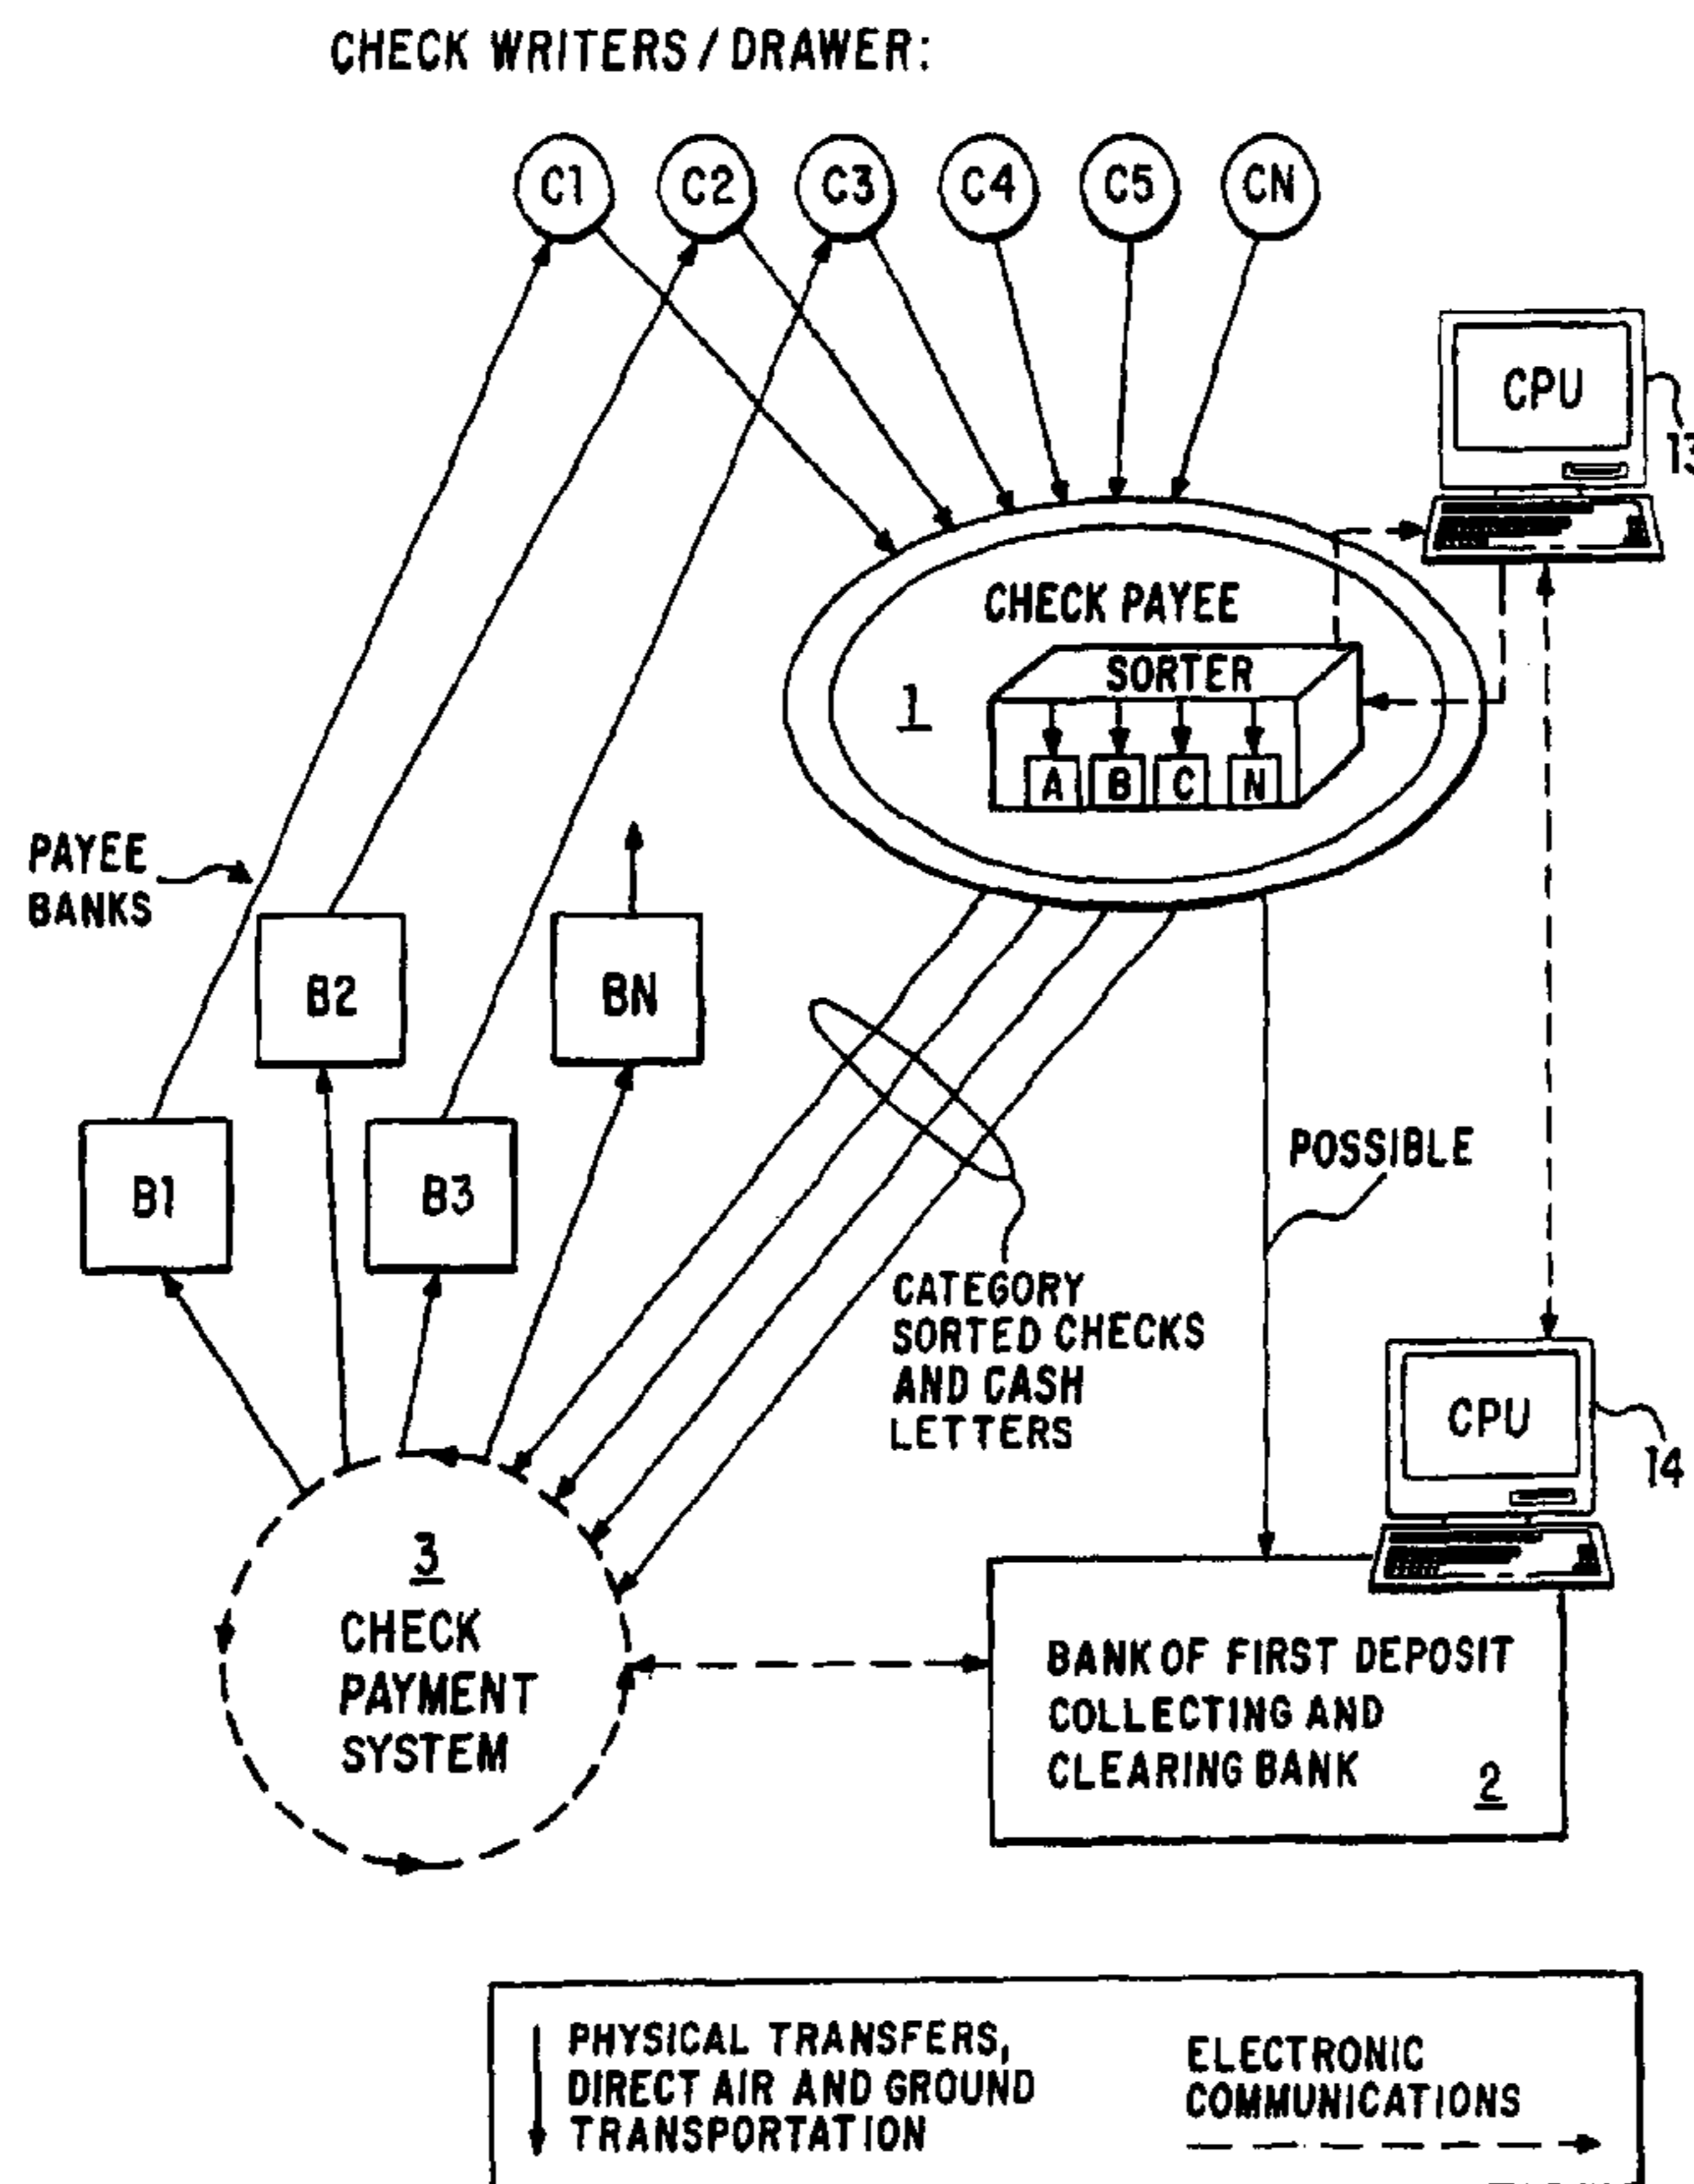 CHECK WRITERS / DRAWER:
C1 C2 C3 C4 C5 CN
CPU
13
CHECK PAYEE
SORTER
1
A B C N
PAYEE
BANKS
B2
BN
B1
B3
POSSIBLE
CATEGORY
SORTED CHECKS
AND CASH
LETTERS
CPU
14
3
CHECK
PAYMENT
SYSTEM
BANK OF FIRST DEPOSIT
COLLECTING AND
CLEARING BANK
2
PHYSICAL TRANSFERS,
DIRECT AIR AND GROUND
TRANSPORTATION
ELECTRONIC
COMMUNICATIONS